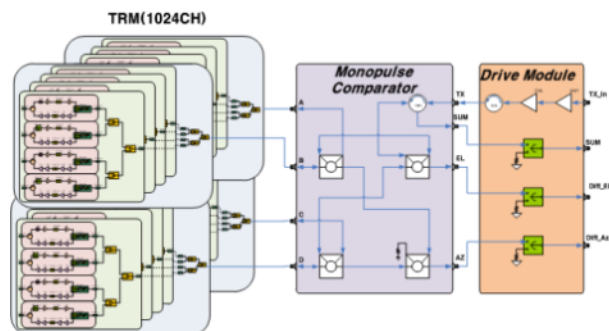 TRM(1024CH)
Monopulse
Comparator
Drive Module
A
B
C
D
TX
SUM
EL
AZ
TX_In
SUM
Diff_El
Diff_Az